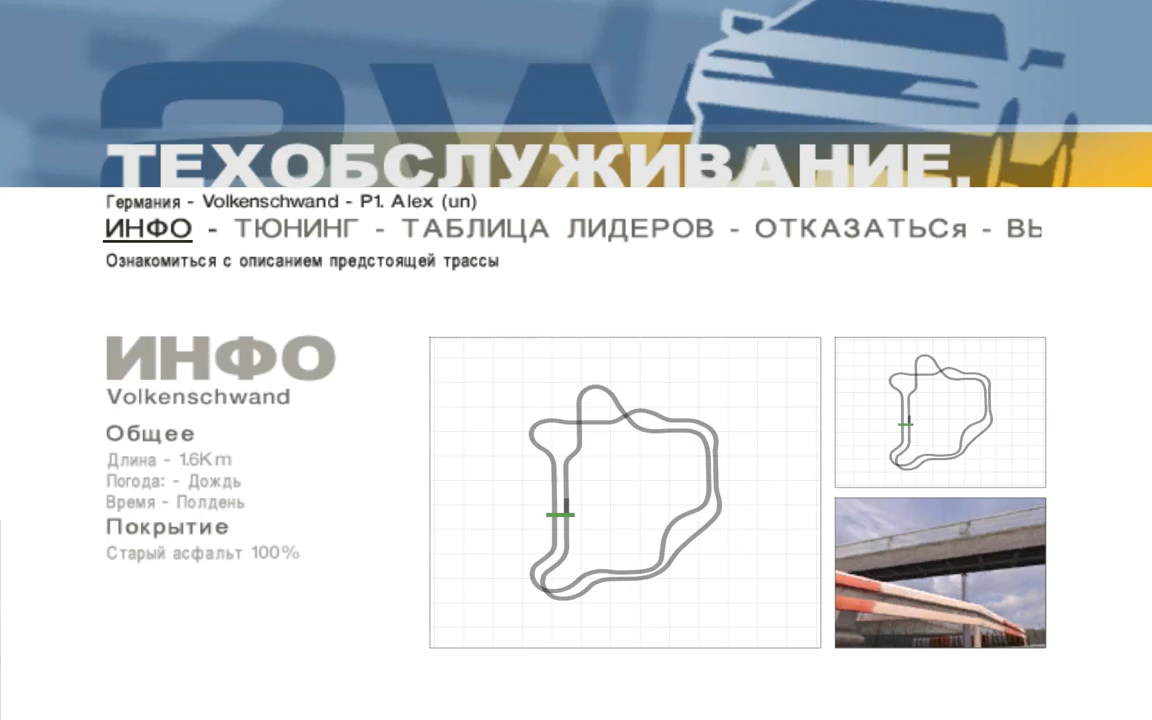 ТЕХОБСЛУЖИВАНИЕ.
Германия - Volkenschwand - P1. Alex (un)
ИНФО - ТЮНИНГ - ТАБЛИЦА ЛИДЕРОВ - ОТКАЗАТЬСя - ВЬ
Ознакомиться с описанием предстоящей трассы
ИНФО
Volkenschwand
Общее
Длина - 1.6Km
Погода: - Дождь
Время - Полдень
Покрытие
Старый асфальт 100%